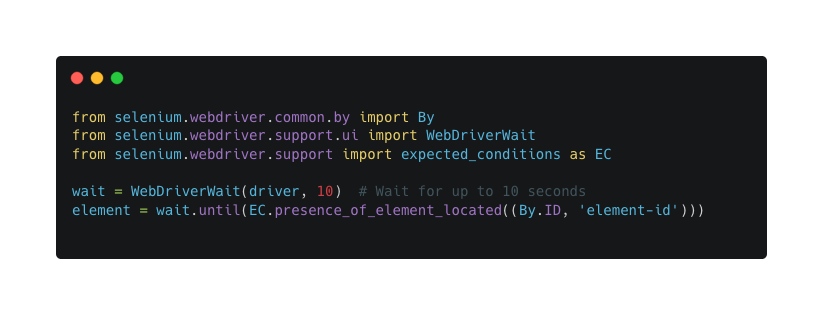 from selenium.webdriver.common.by import By
from selenium.webdriver.support.ui import WebDriverWait
from selenium.webdriver.support import expected_conditions as EC
wait = WebDriverWait(driver, 10)  # Wait for up to 10 seconds
element = wait.until(EC.presence_of_element_located((By.ID, 'element-id')))